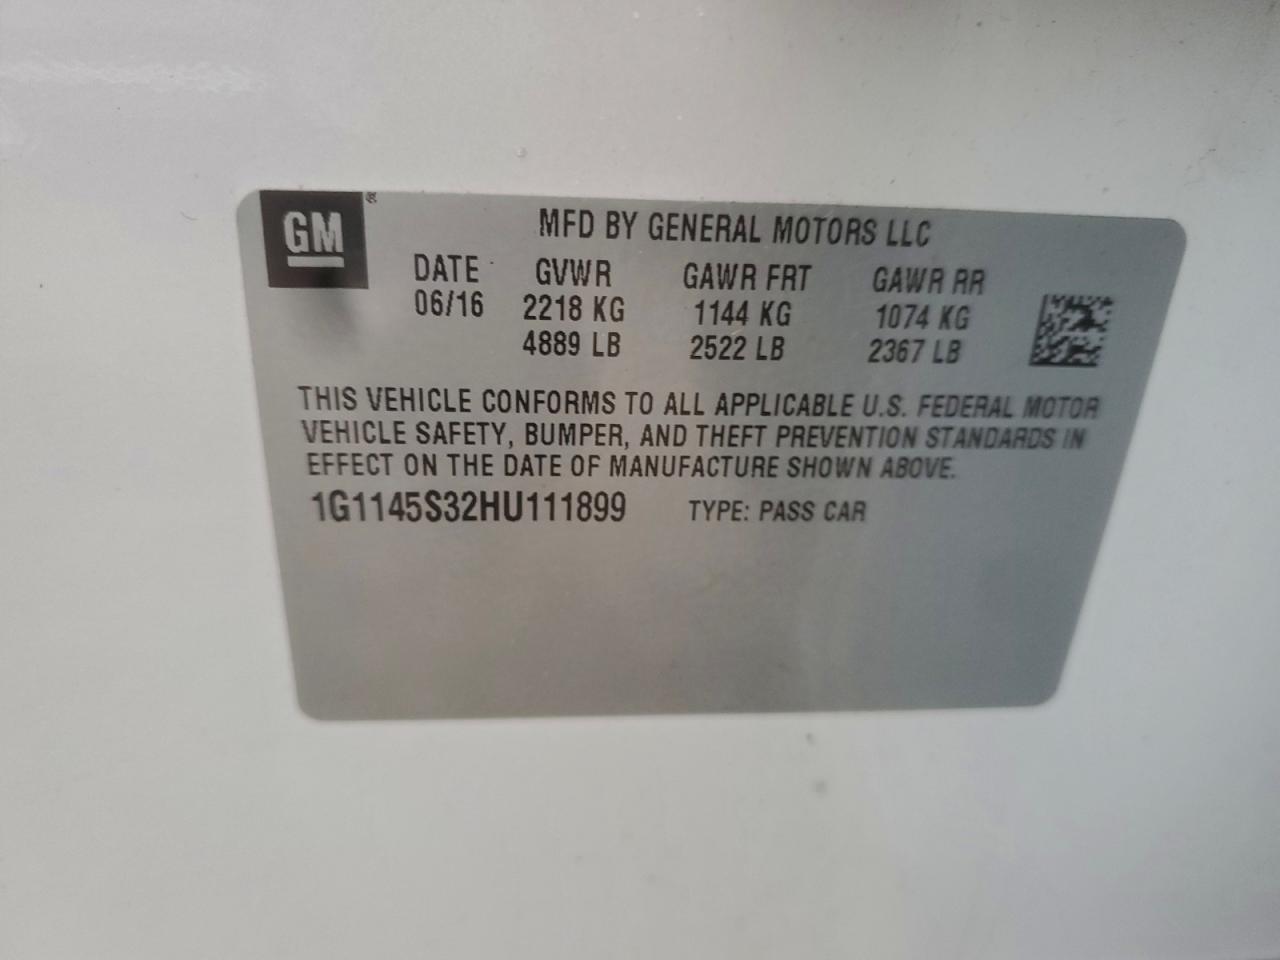 GM ®
MFD BY GENERAL MOTORS LLC
DATE GVWR GAWR FRT GAWR RR
06/16 2218 KG 1144 KG 1074 KG
4889 LB 2522 LB 2367 LB
THIS VEHICLE CONFORMS TO ALL APPLICABLE U.S. FEDERAL MOTOR
VEHICLE SAFETY, BUMPER, AND THEFT PREVENTION STANDARDS IN
EFFECT ON THE DATE OF MANUFACTURE SHOWN ABOVE.
1G1145S32HU111899 TYPE: PASS CAR